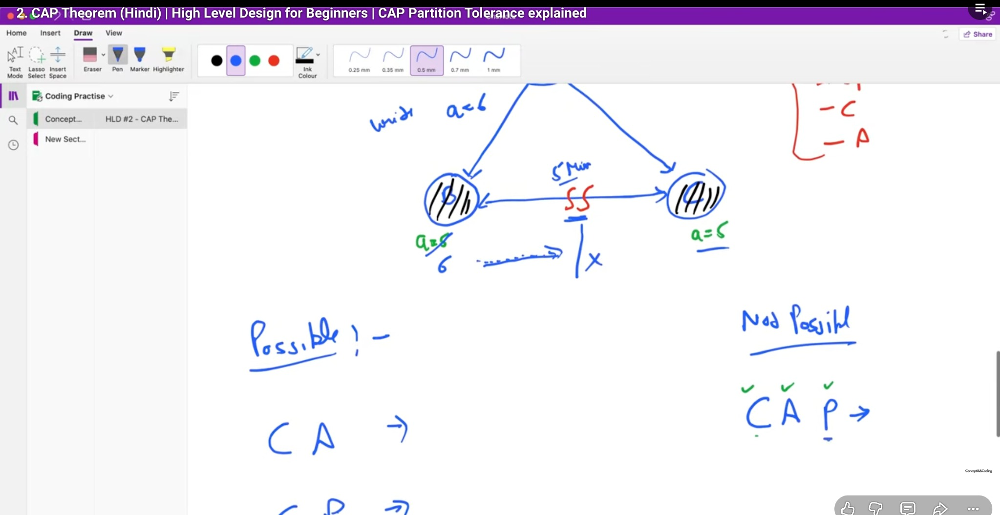 2. CAP Theorem (Hindi) | High Level Design for Beginners | CAP Partition Tolerance explained
Home Insert Draw View
Share
Text Mode
Lasso Select
Insert Space
Eraser
Pen
Marker
Highlighter
Ink Colour
0.25 mm
0.35 mm
0.5 mm
0.7 mm
1 mm
Coding Practise
Concept... HLD #2 - CAP The...
New Sect...
a=6
- C
- A
5 Min
B
C
a=5
6
X
a=5
Possible :-
Not Possibl
C A →
C A P →
C P →
Concept&&Coding